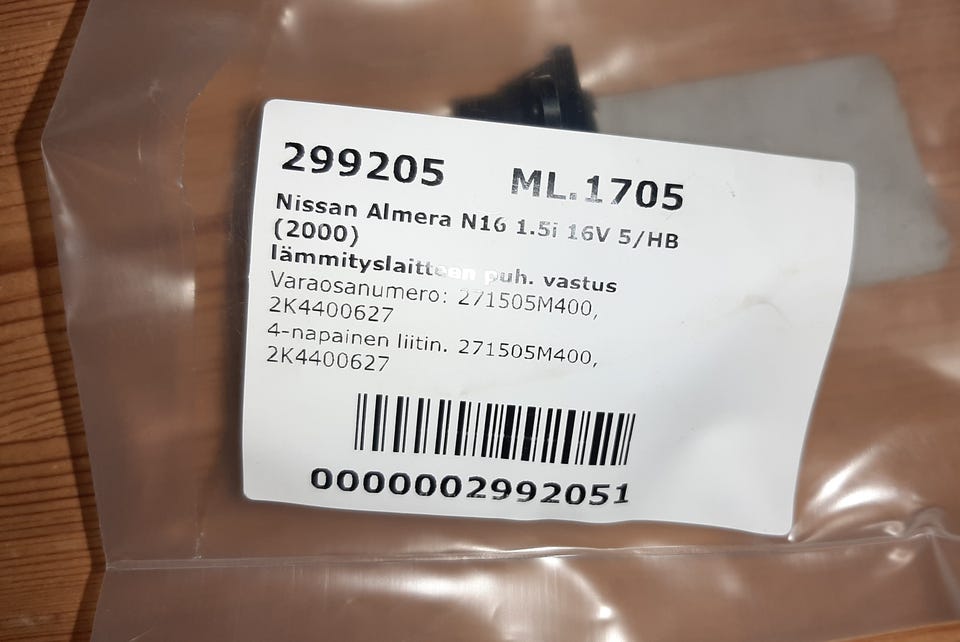 299205 ML.1705
Nissan Almera N16 1.5i 16V 5/HB
(2000)
lämmityslaitteen puh. vastus
Varaosanumero: 271505M400,
2K4400627
4-napainen liitin. 271505M400,
2K4400627
0000002992051